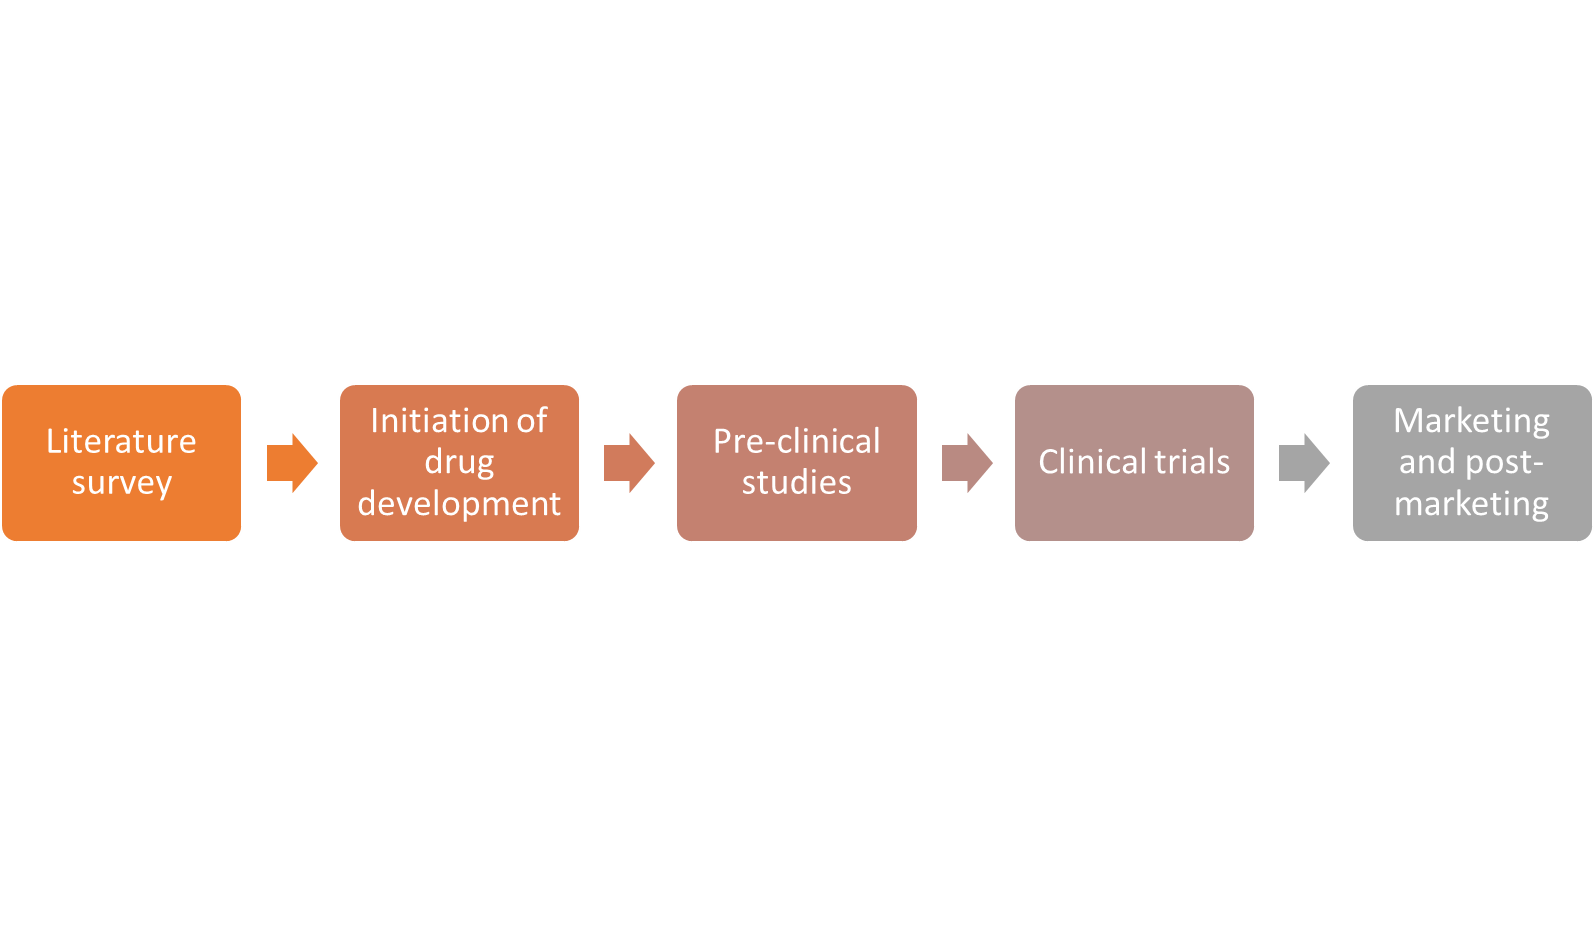 Literature
survey
Initiation of
drug
development
Pre-clinical
studies
Clinical trials
Marketing
and post-
marketing